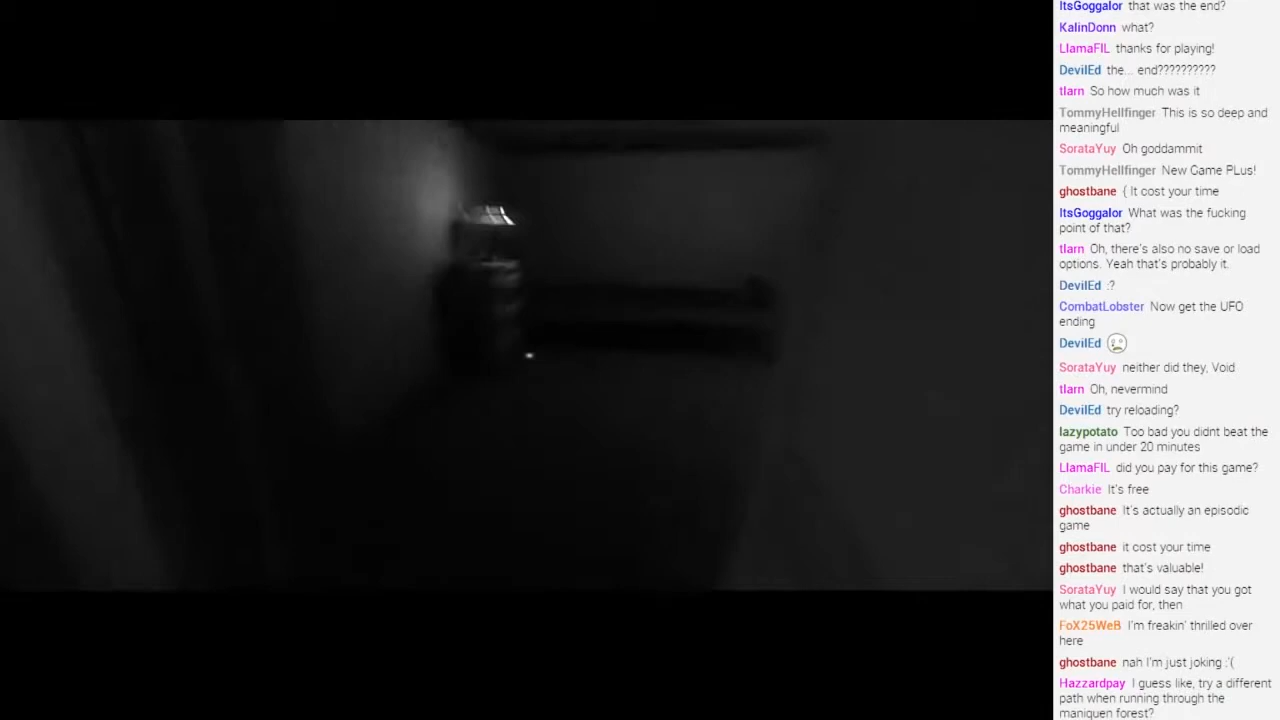 ItsGoggalor that was the end?
KalinDonn what?
LlamaFIL thanks for playing!
DevilEd the... end??????????
tlarn So how much was it
TommyHellfinger This is so deep and
meaningful
SorataYuy Oh goddammit
TommyHellfinger New Game PLus!
ghostbane ( It cost your time
ItsGoggalor What was the fucking
point of that?
tlarn Oh, there's also no save or load
options. Yeah that's probably it.
DevilEd :?
CombatLobster Now get the UFO
ending
DevilEd
SorataYuy neither did they, Void
tlarn Oh, nevermind
DevilEd try reloading?
lazypotato Too bad you didnt beat the
game in under 20 minutes
LlamaFIL did you pay for this game?
Charkie It's free
ghostbane It's actually an episodic
game
ghostbane it cost your time
ghostbane that's valuable!
SorataYuy I would say that you got
what you paid for, then
FoX25WeB I'm freakin' thrilled over
here
ghostbane nah I'm just joking :'(
Hazzardpay I guess like, try a different
path when running through the
maniquen forest?